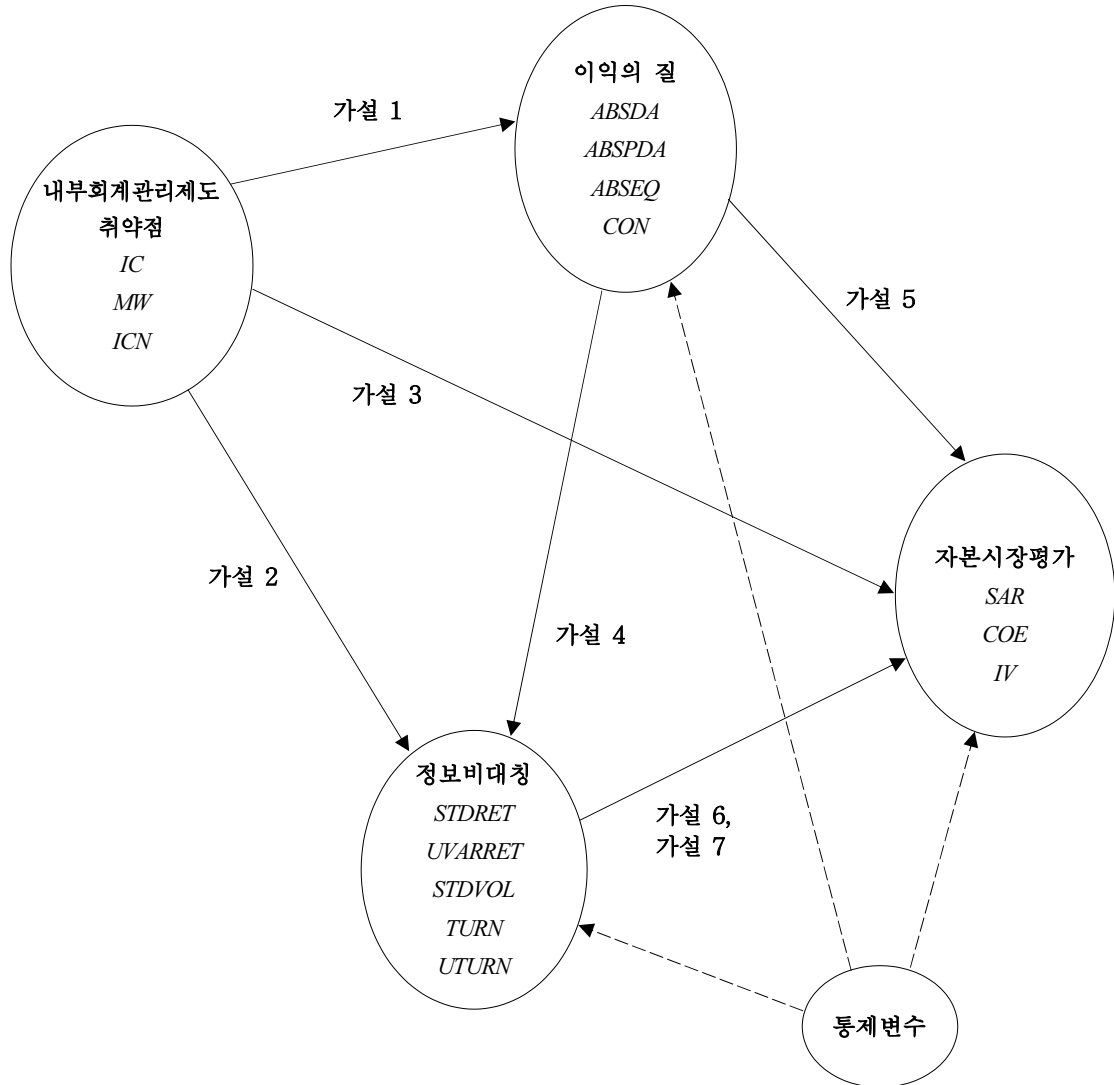 이익의 질
ABSDA
ABSPDA
ABSEQ
CON
가설 1
내부회계관리제도
취약점
IC
MW
ICN
가설 5
가설 3
가설 2
자본시장평가
SAR
COE
IV
가설 4
정보비대칭
STDRET
UVARRET
STDVOL
TURN
UTURN
가설 6,
가설 7
통제변수